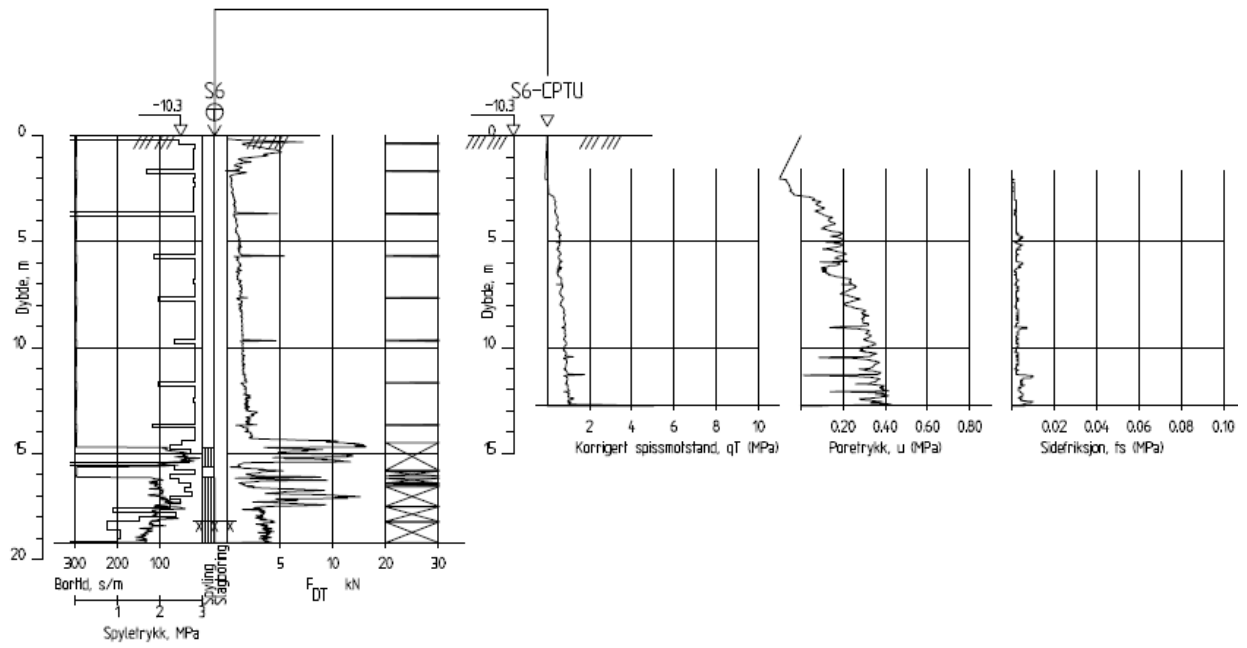 S6
S6-CPTU
-10.3
-10.3
0
5
10
15
20
Dybde, m
0
5
10
15
Dybde, m
300 200 100
Bortid, s/m
1 2 3
Spyletrykk, MPa
Spyling
Slagboring
5 10 20 30
FDT kN
2 4 6 8 10
Korrigert spissmotstand, qT (MPa)
0.20 0.40 0.60 0.80
Poretrykk, u (MPa)
0.02 0.04 0.06 0.08 0.10
Sidefriksjon, fs (MPa)